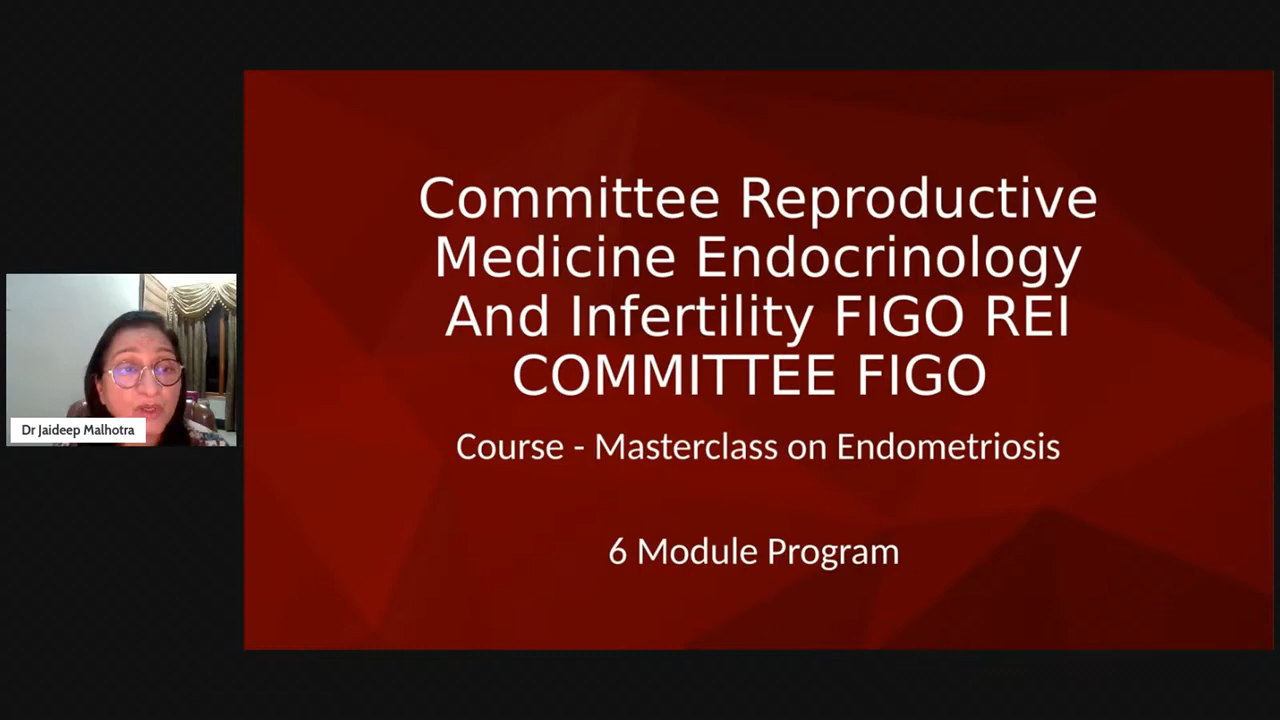 Committee Reproductive
Medicine Endocrinology
And Infertility FIGO REI
COMMITTEE FIGO
Course - Masterclass on Endometriosis
6 Module Program
Dr Jaideep Malhotra